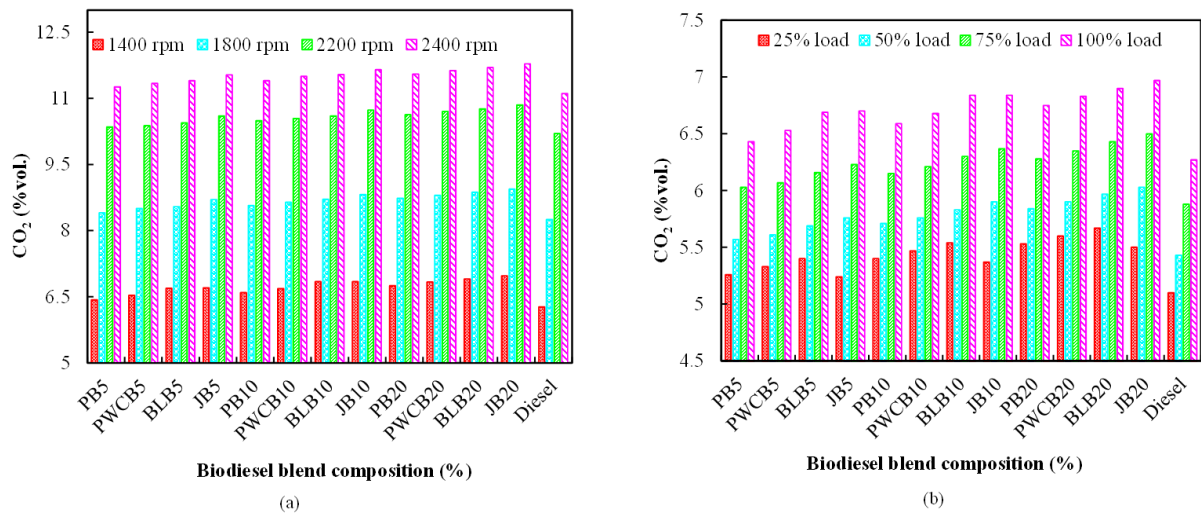 12.5
11
9.5
8
6.5
5
CO2 (%vol.)
1400 rpm 1800 rpm 2200 rpm 2400 rpm
PB5 PWCB5 BLB5 JB5 PB10 PWCB10 BLB10 JB10 PB20 PWCB20 BLB20 JB20 Diesel
Biodiesel blend composition (%)
(a)
7.5
7
6.5
6
5.5
5
4.5
CO2 (%vol.)
25% load 50% load 75% load 100% load
PB5 PWCB5 BLB5 JB5 PB10 PWCB10 BLB10 JB10 PB20 PWCB20 BLB20 JB20 Diesel
Biodiesel blend composition (%)
(b)